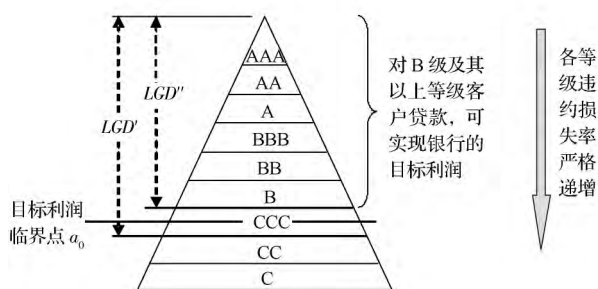 LGD'
LGD''
AAA
AA
A
BBB
BB
B
CCC
CC
C
目标利润
临界点 a₀
对 B 级及其
以上等级客
户贷款，可
实现银行的
目标利润
各等
级违
约损
失率
严格
递增